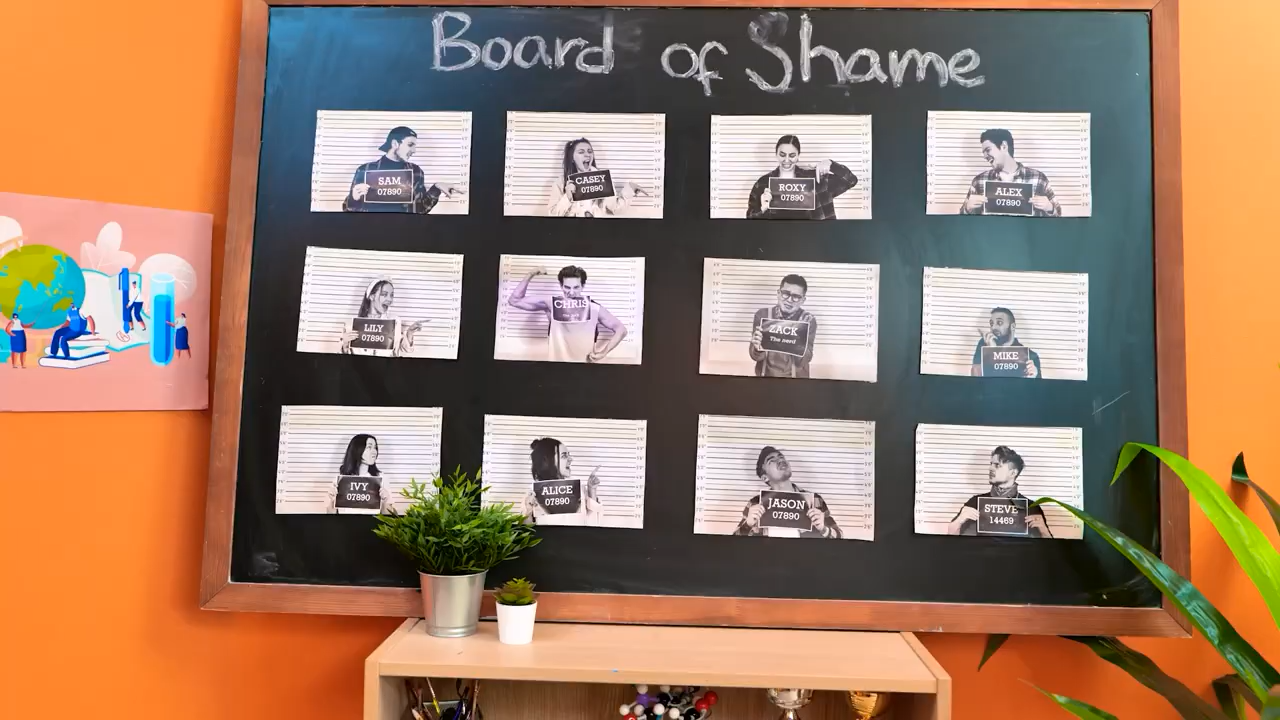 Board of Shame
SAM
07890
CASEY
07890
ROXY
07890
ALEX
07890
LILY
07890
CHRIS
ZACK
The nerd
MIKE
07890
IVY
07890
ALICE
07890
JASON
07890
STEVE
14469